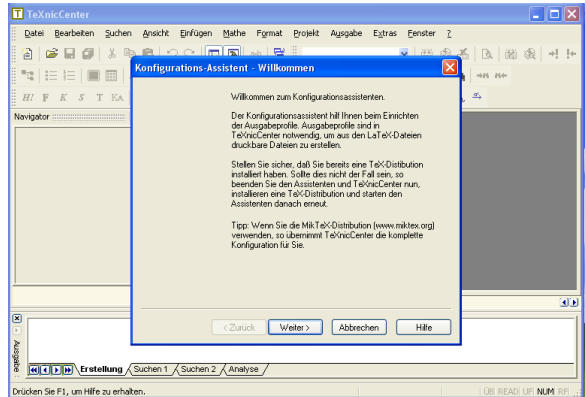 TeXnicCenter
Datei Bearbeiten Suchen Ansicht Einfügen Mathe Format Projekt Ausgabe Extras Fenster ?
H! F K S T KA
Navigator
Konfigurations-Assistent - Willkommen
Willkommen zum Konfigurationsassistenten.
Der Konfigurationsassistent hilf Ihnen beim Einrichten
der Ausgabeprofile. Ausgabeprofile sind in
TeXnicCenter notwendig, um aus den LaTeX-Dateien
druckbare Dateien zu erstellen.
Stellen Sie sicher, daß Sie bereits eine TeX-Distibution
installiert haben. Sollte dies nicht der Fall sein, so
beenden Sie den Assistenten und TeXnicCenter nun,
installieren eine TeX-Distribution und starten den
Assistenten danach erneut.
Tipp: Wenn Sie die MikTeX-Distribution (www.miktex.org)
verwenden, so übernimmt TeXnicCenter die komplette
Konfiguration für Sie.
< Zurück Weiter > Abbrechen Hilfe
Ausgabe
Erstellung Suchen 1 Suchen 2 Analyse
Drücken Sie F1, um Hilfe zu erhalten.
ÜB READ UF NUM RF